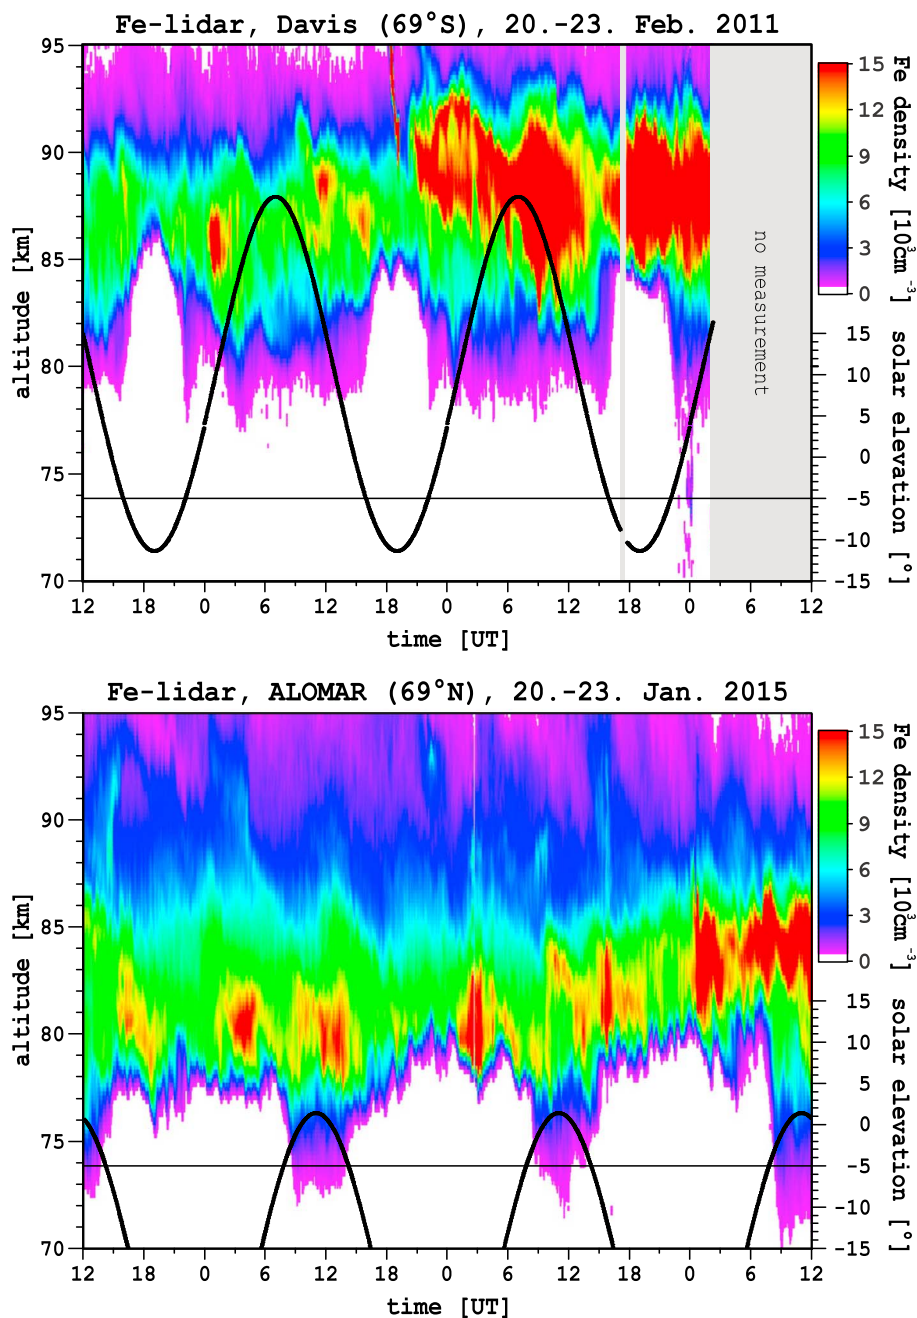 Fe-lidar, Davis (69°S), 20.-23. Feb. 2011
95
90
85
80
75
70
altitude [km]
12 18 0 6 12 18 0 6 12 18 0 12
time [UT]
no measurement
15
12
9
6
3
0
Fe density [10³cm⁻³]
15
10
5
0
-5
-10
-15
solar elevation [°]
Fe-lidar, ALOMAR (69°N), 20.-23. Jan. 2015
95
90
85
80
75
70
altitude [km]
12 18 0 6 12 18 0 6 12 18 0 6 12
time [UT]
15
12
9
6
3
0
Fe density [10³cm⁻³]
15
10
5
0
-5
-10
-15
solar elevation [°]